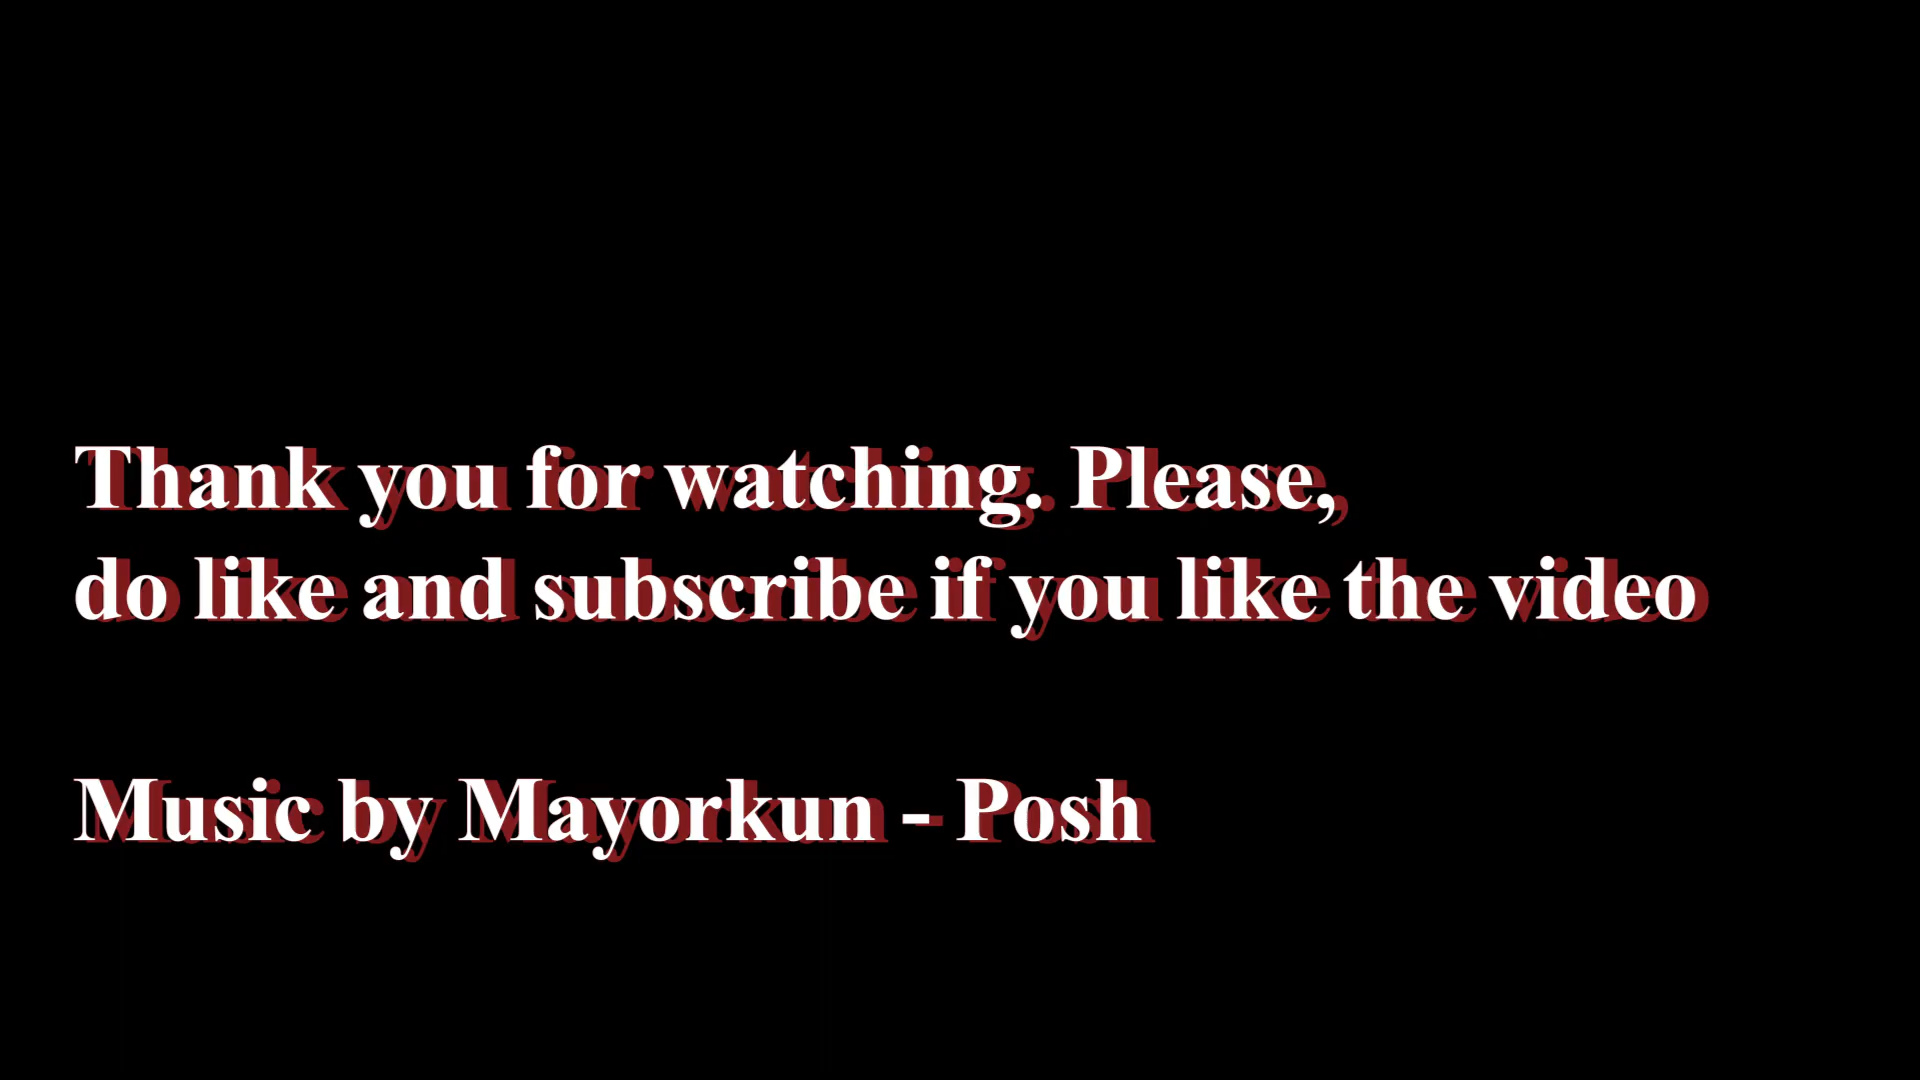 Thank you for watching. Please,
do like and subscribe if you like the video
Music by Mayorkun - Posh